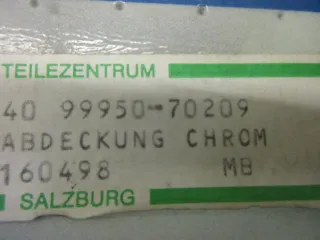 TEILEZENTRUM
40 99950-70209
ABDECKUNG CHROM
160498 MB
SALZBURG